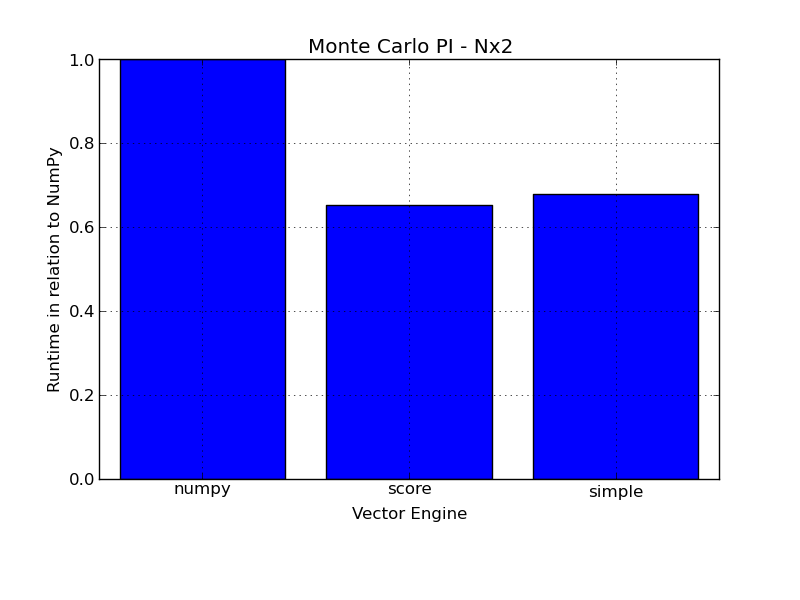 Monte Carlo PI - Nx2
Runtime in relation to NumPy
1.0
0.8
0.6
0.4
0.2
0.0
numpy score simple
Vector Engine